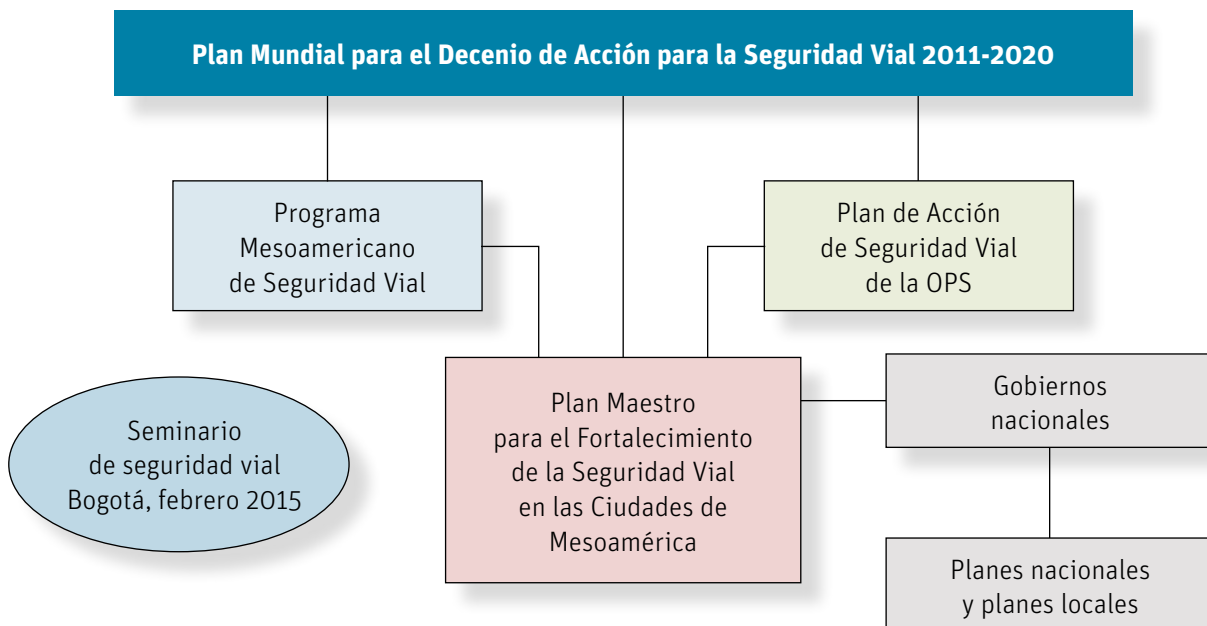 Plan Mundial para el Decenio de Acción para la Seguridad Vial 2011-2020
Programa
Mesoamericano
de Seguridad Vial
Plan de Acción
de Seguridad Vial
de la OPS
Seminario
de seguridad vial
Bogotá, febrero 2015
Plan Maestro
para el Fortalecimiento
de la Seguridad Vial
en las Ciudades de
Mesoamérica
Gobiernos
nacionales
Planes nacionales
y planes locales